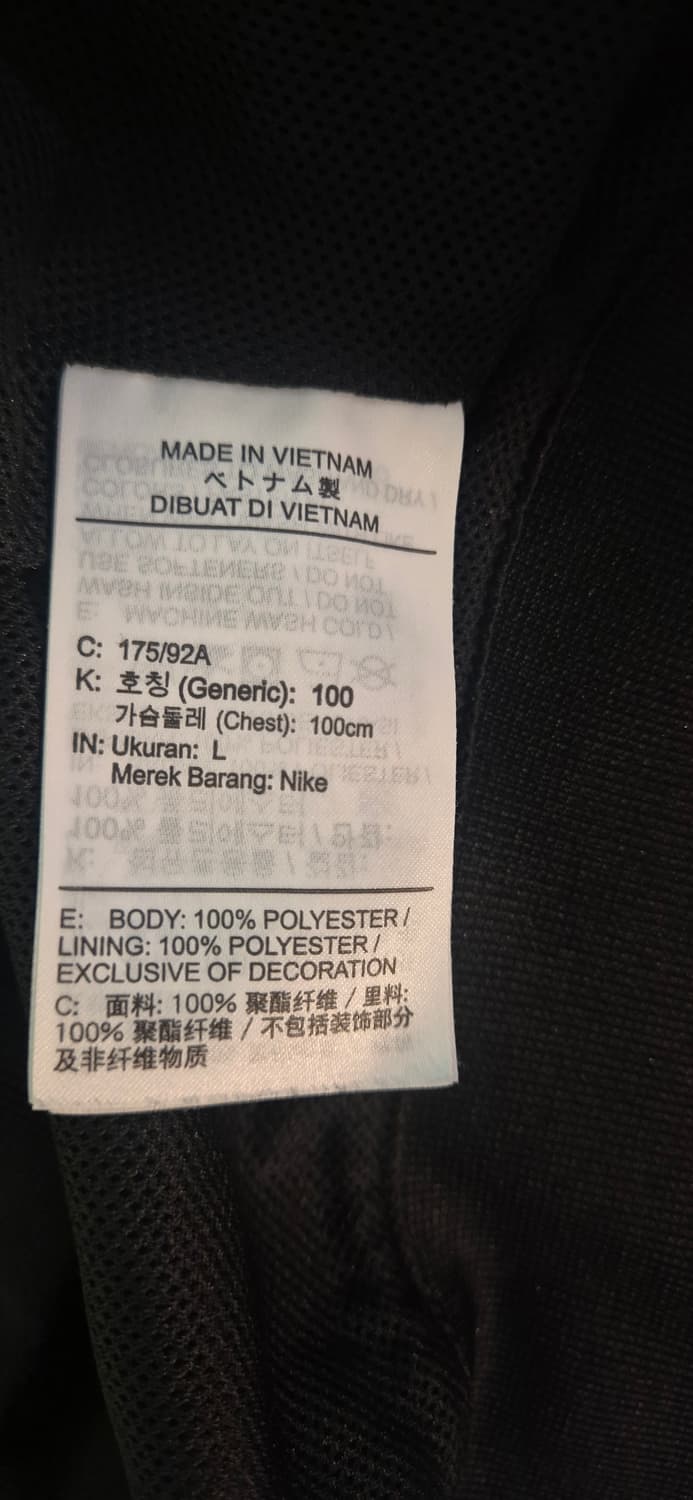 MADE IN VIETNAM
ベトナム製
DIBUAT DI VIETNAM
C: 175/92A
K: 호칭 (Generic): 100
가슴둘레 (Chest): 100cm
IN: Ukuran: L
Merek Barang: Nike
E: BODY: 100% POLYESTER /
LINING: 100% POLYESTER /
EXCLUSIVE OF DECORATION
C: 面料: 100% 聚酯纤维 / 里料:
100% 聚酯纤维 / 不包括装饰部分
及非纤维物质